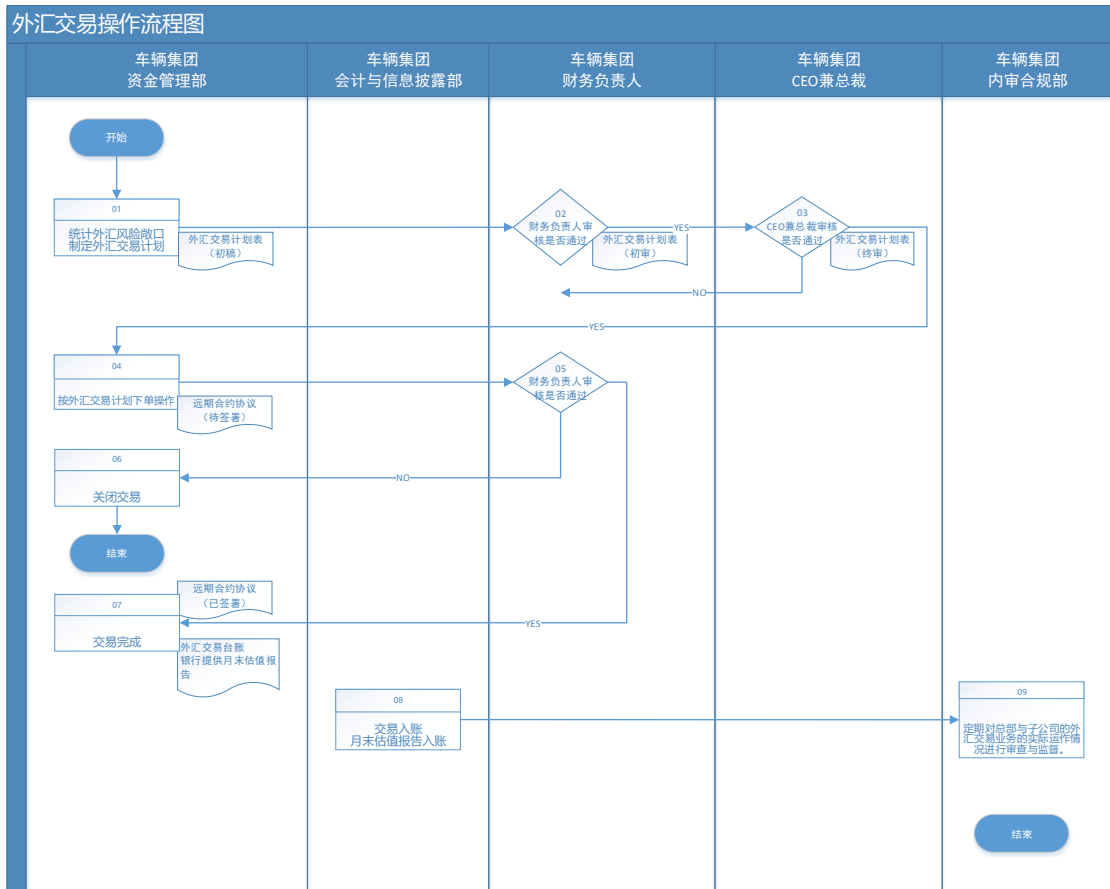 外汇交易操作流程图
车辆集团
资金管理部
车辆集团
会计与信息披露部
车辆集团
财务负责人
车辆集团
CEO兼总裁
车辆集团
内审合规部
开始
01
统计外汇风险敞口
制定外汇交易计划
外汇交易计划表
（初稿）
02
财务负责人审
核是否通过
YES
外汇交易计划表
（初审）
03
CEO兼总裁审核
是否通过
外汇交易计划表
（终审）
NO
YES
04
按外汇交易计划下单操作
远期合约协议
（待签署）
05
财务负责人审
核是否通过
06
关闭交易
NO
结束
07
交易完成
远期合约协议
（已签署）
YES
外汇交易台账
银行提供月末估值报
告
08
交易入账
月末估值报告入账
09
定期对总部与子公司的外
汇交易业务的实际运作情
况进行审查与监督。
结束